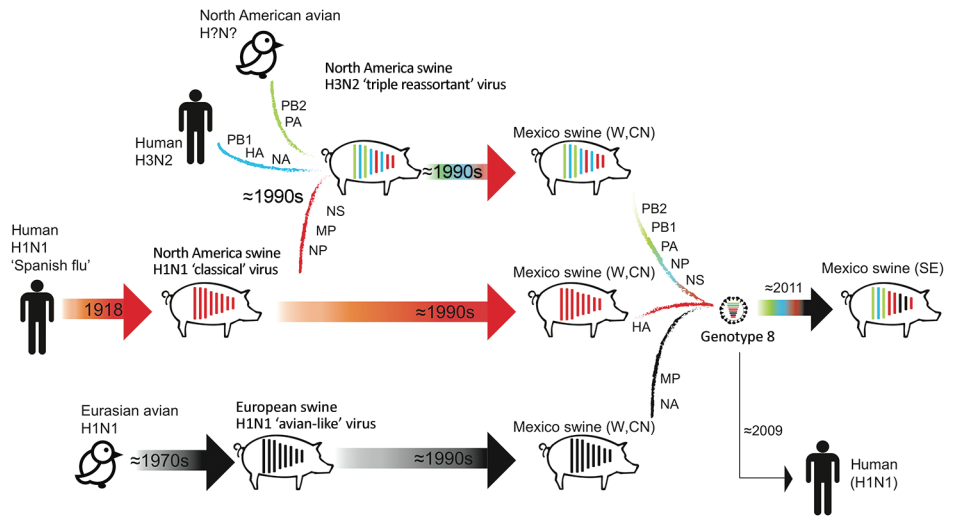 North American avian
H?N?
North America swine
H3N2 ‘triple reassortant’ virus
PB2
PA
Human
H3N2
PB1
HA
NA
≈1990s
NS
MP
NP
≈1990s
Mexico swine (W,CN)
Human
H1N1
‘Spanish flu’
1918
North America swine
H1N1 ‘classical’ virus
≈1990s
Mexico swine (W,CN)
PB2
PB1
PA
NP
NS
HA
MP
NA
Genotype 8
≈2011
Mexico swine (SE)
Eurasian avian
H1N1
≈1970s
European swine
H1N1 ‘avian-like’ virus
≈1990s
Mexico swine (W,CN)
≈2009
Human
(H1N1)